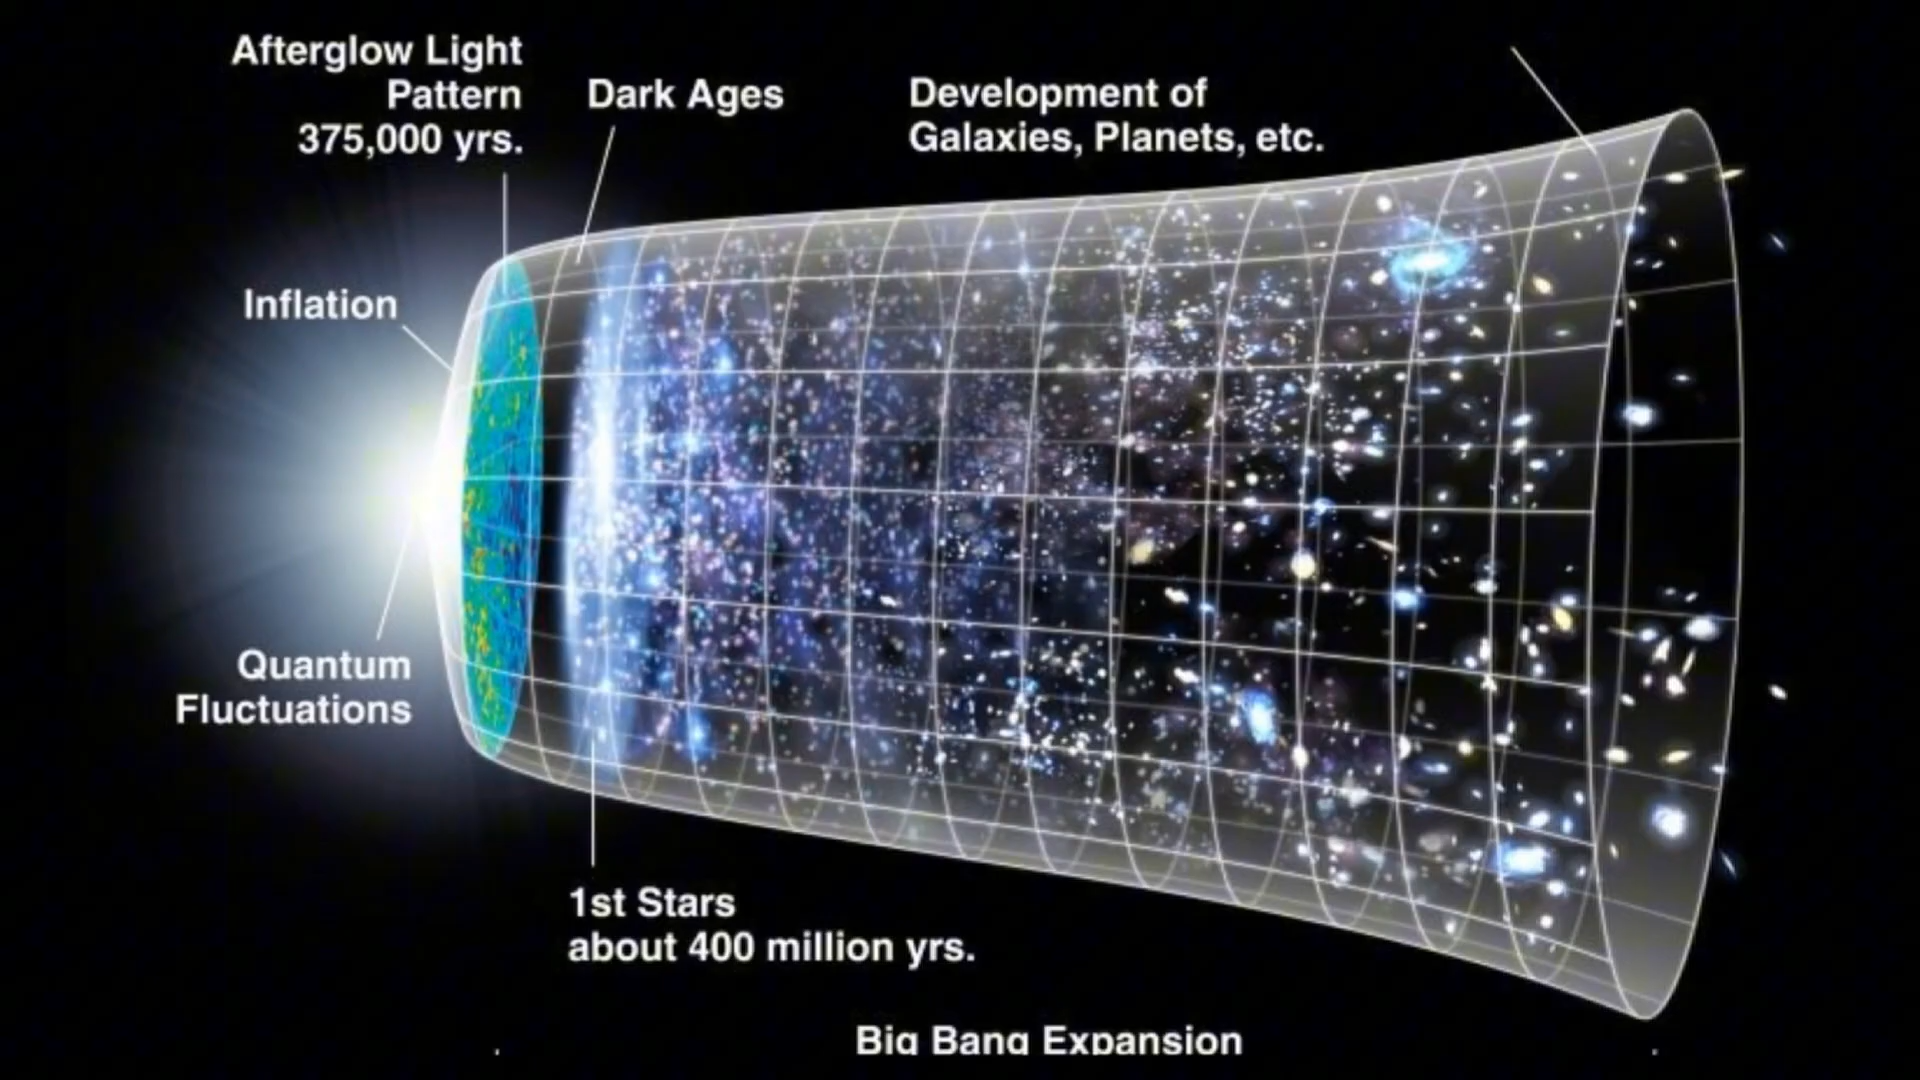 Afterglow Light
Pattern
375,000 yrs.
Dark Ages
Development of
Galaxies, Planets, etc.
Inflation
Quantum
Fluctuations
1st Stars
about 400 million yrs.
Big Bang Expansion